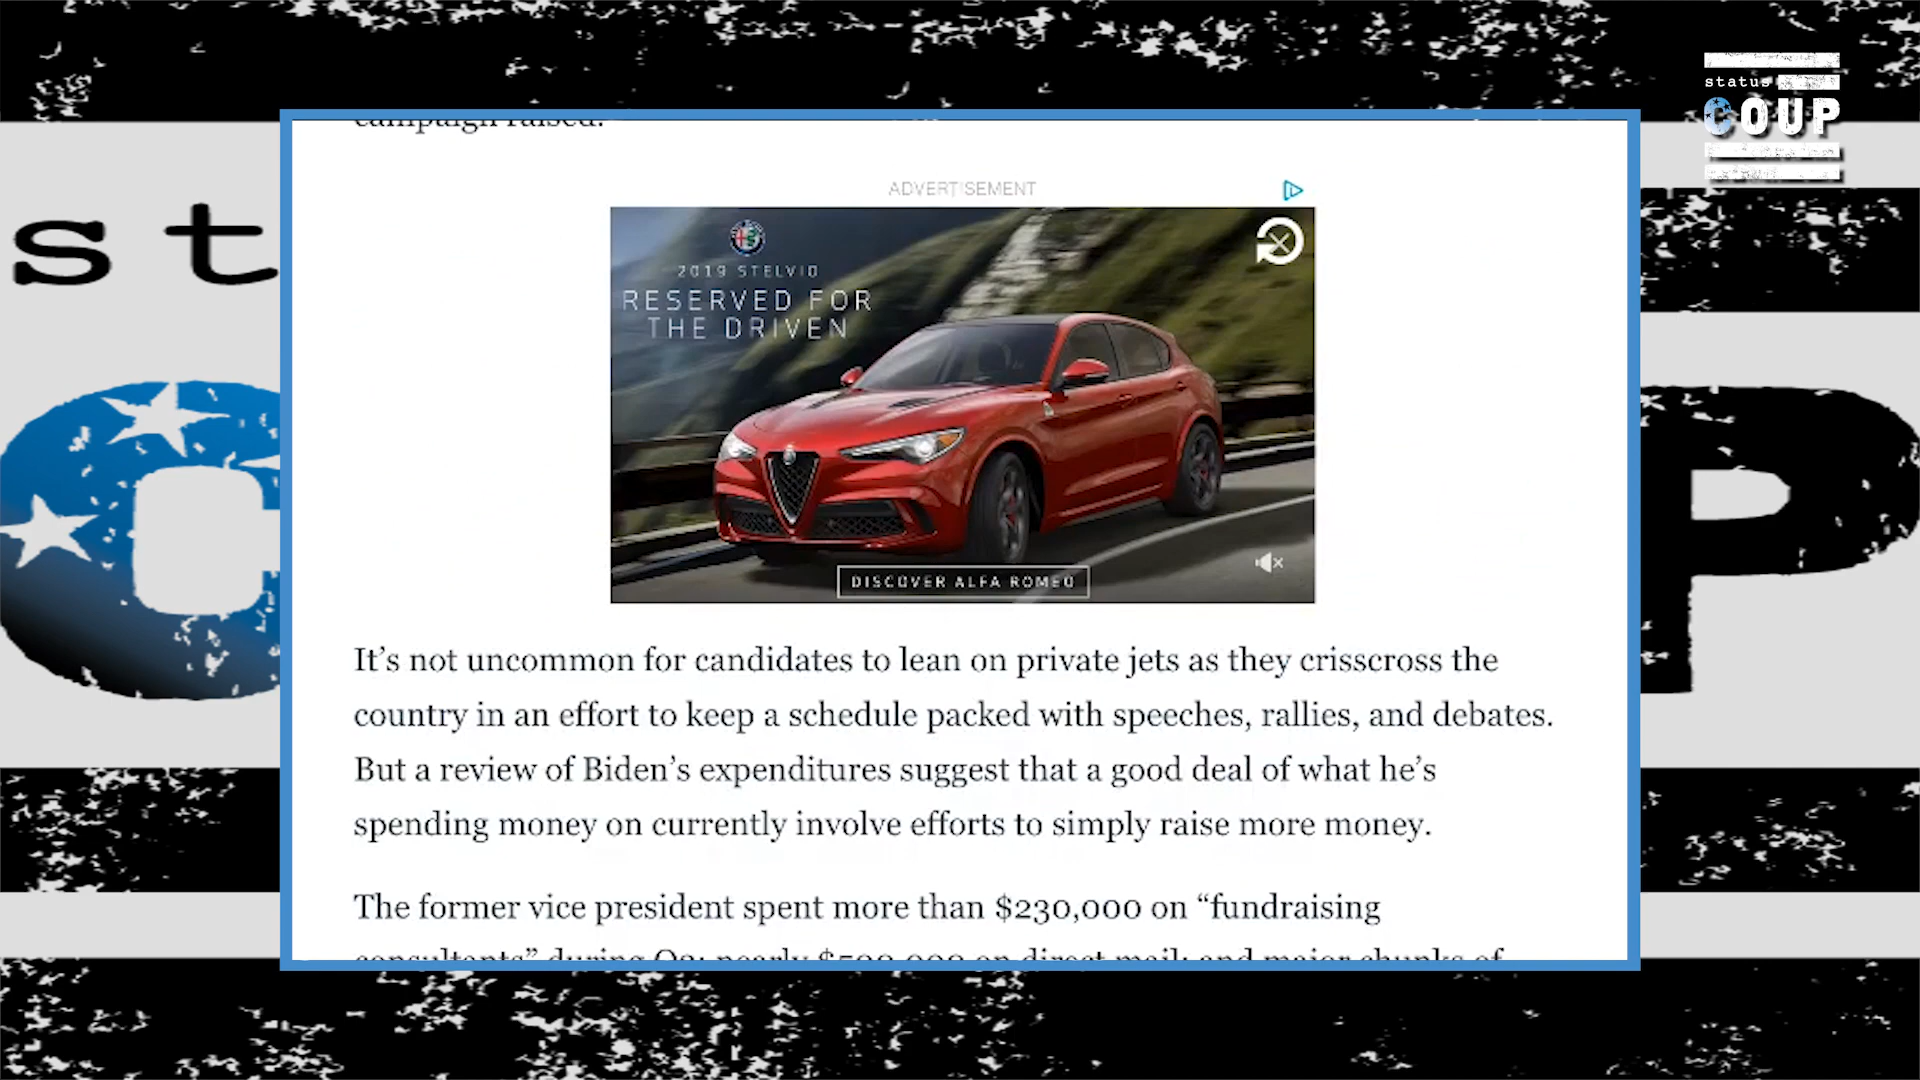 status
COUP
campaign raised.
ADVERTISEMENT
2019 STELVIO
RESERVED FOR
THE DRIVEN
DISCOVER ALFA ROMEO
st
C
P
It’s not uncommon for candidates to lean on private jets as they crisscross the
country in an effort to keep a schedule packed with speeches, rallies, and debates.
But a review of Biden’s expenditures suggest that a good deal of what he’s
spending money on currently involve efforts to simply raise more money.
The former vice president spent more than $230,000 on “fundraising
consultants” during Q3; nearly $500,000 on direct mail; and major chunks of